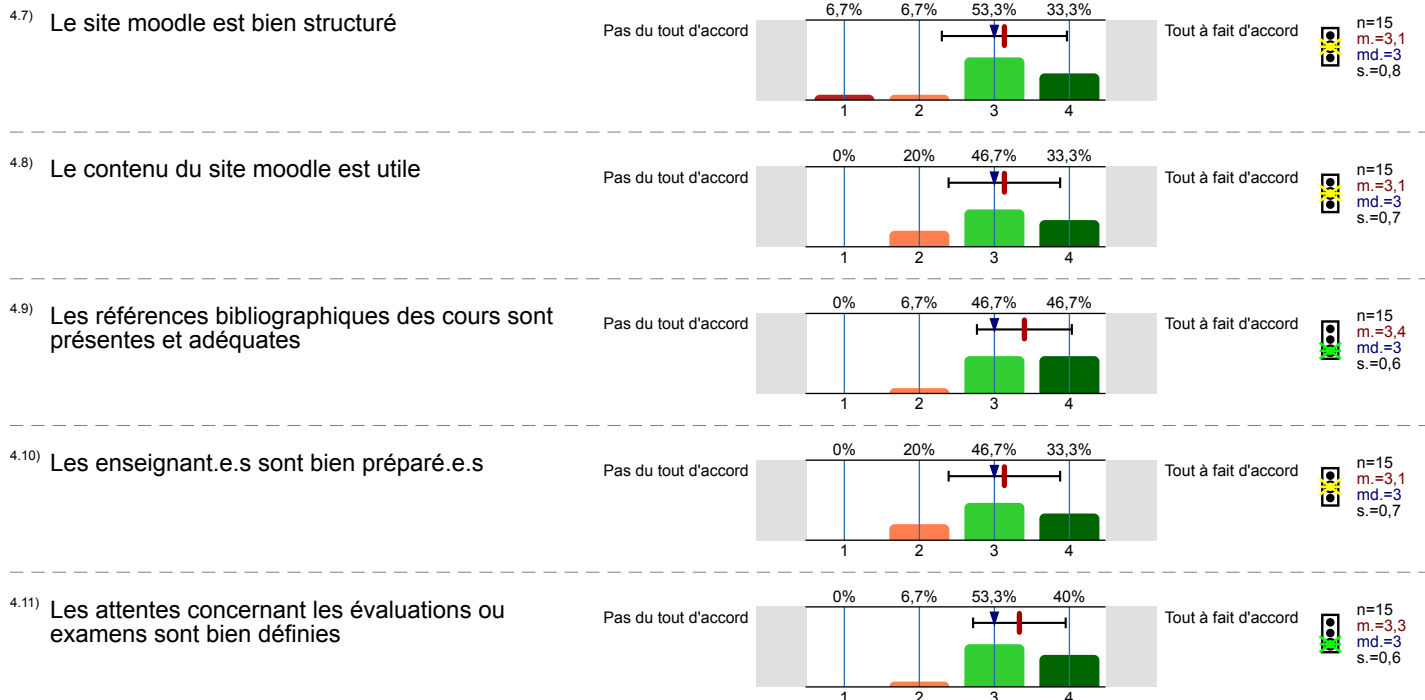 4.7) Le site moodle est bien structuré
Pas du tout d'accord
6,7% 6,7% 53,3% 33,3%
1 2 3 4
Tout à fait d'accord
n=15
m.=3,1
md.=3
s.=0,8
4.8) Le contenu du site moodle est utile
Pas du tout d'accord
0% 20% 46,7% 33,3%
1 2 3 4
Tout à fait d'accord
n=15
m.=3,1
md.=3
s.=0,7
4.9) Les références bibliographiques des cours sont
présentes et adéquates
Pas du tout d'accord
0% 6,7% 46,7% 46,7%
1 2 3 4
Tout à fait d'accord
n=15
m.=3,4
md.=3
s.=0,6
4.10) Les enseignant.e.s sont bien préparé.e.s
Pas du tout d'accord
0% 20% 46,7% 33,3%
1 2 3 4
Tout à fait d'accord
n=15
m.=3,1
md.=3
s.=0,7
4.11) Les attentes concernant les évaluations ou
examens sont bien définies
Pas du tout d'accord
0% 6,7% 53,3% 40%
1 2 3 4
Tout à fait d'accord
n=15
m.=3,3
md.=3
s.=0,6